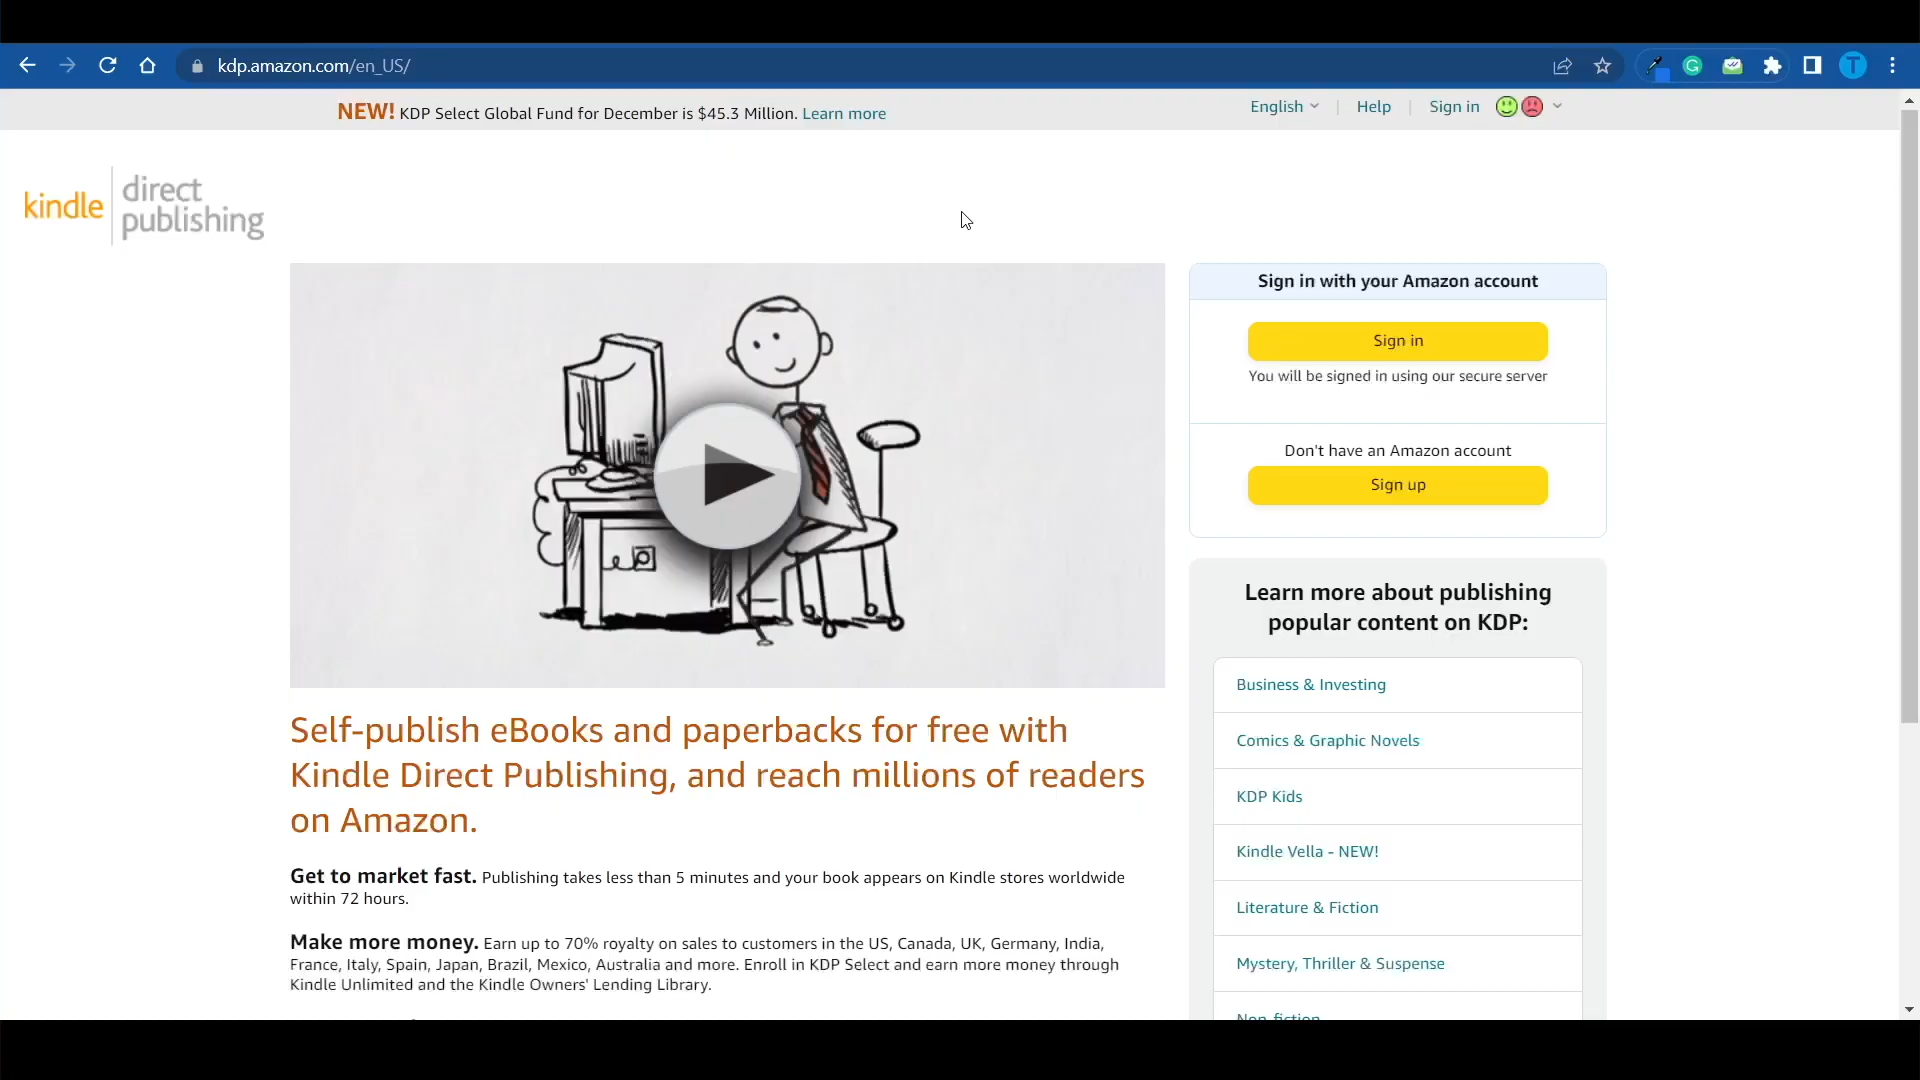 kdp.amazon.com/en_US/
T
NEW! KDP Select Global Fund for December is $45.3 Million. Learn more
English | Help | Sign in
kindle
direct
publishing
Sign in with your Amazon account
Sign in
You will be signed in using our secure server
Don't have an Amazon account
Sign up
Self-publish eBooks and paperbacks for free with
Kindle Direct Publishing, and reach millions of readers
on Amazon.
Get to market fast. Publishing takes less than 5 minutes and your book appears on Kindle stores worldwide
within 72 hours.
Make more money. Earn up to 70% royalty on sales to customers in the US, Canada, UK, Germany, India,
France, Italy, Spain, Japan, Brazil, Mexico, Australia and more. Enroll in KDP Select and earn more money through
Kindle Unlimited and the Kindle Owners' Lending Library.
Learn more about publishing
popular content on KDP:
Business & Investing
Comics & Graphic Novels
KDP Kids
Kindle Vella - NEW!
Literature & Fiction
Mystery, Thriller & Suspense
Non-fiction